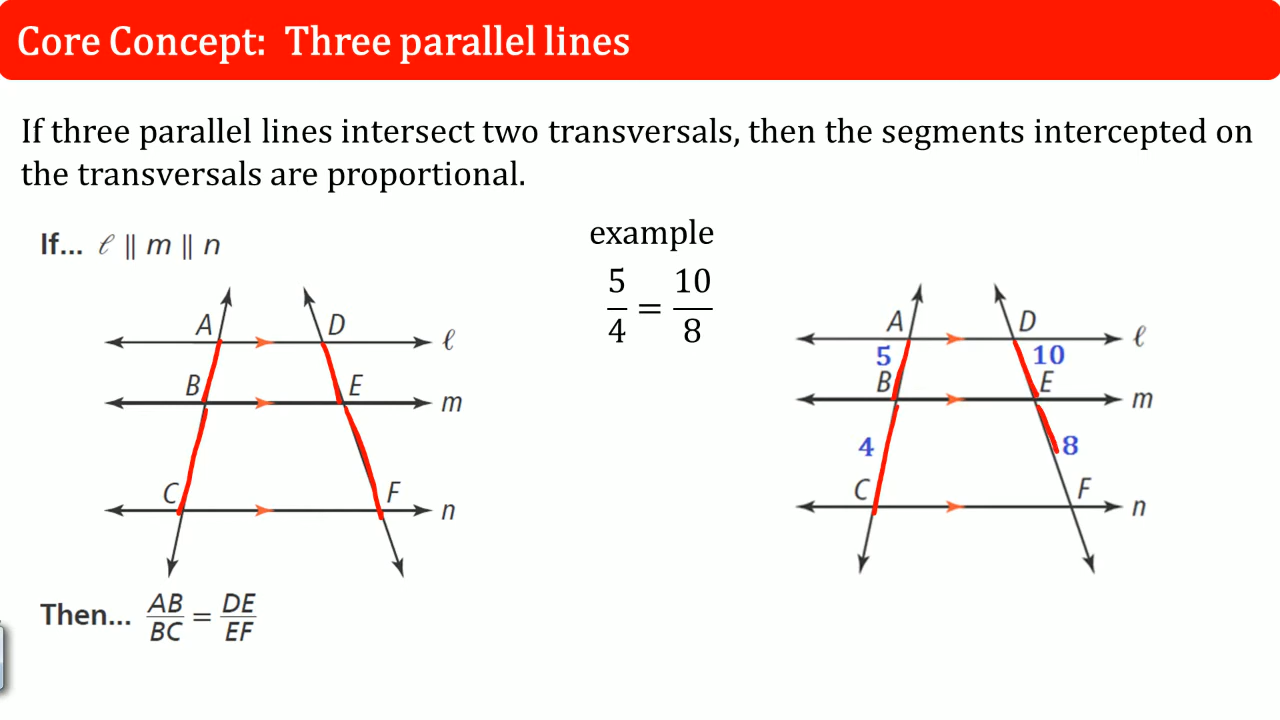 Core Concept:  Three parallel lines
If three parallel lines intersect two transversals, then the segments intercepted on
the transversals are proportional.
If... ℓ ∥ m ∥ n
A D ℓ
B E m
C F n
Then... AB/BC = DE/EF
example
5/4 = 10/8
A D ℓ
5 10
B E m
4 8
C F n